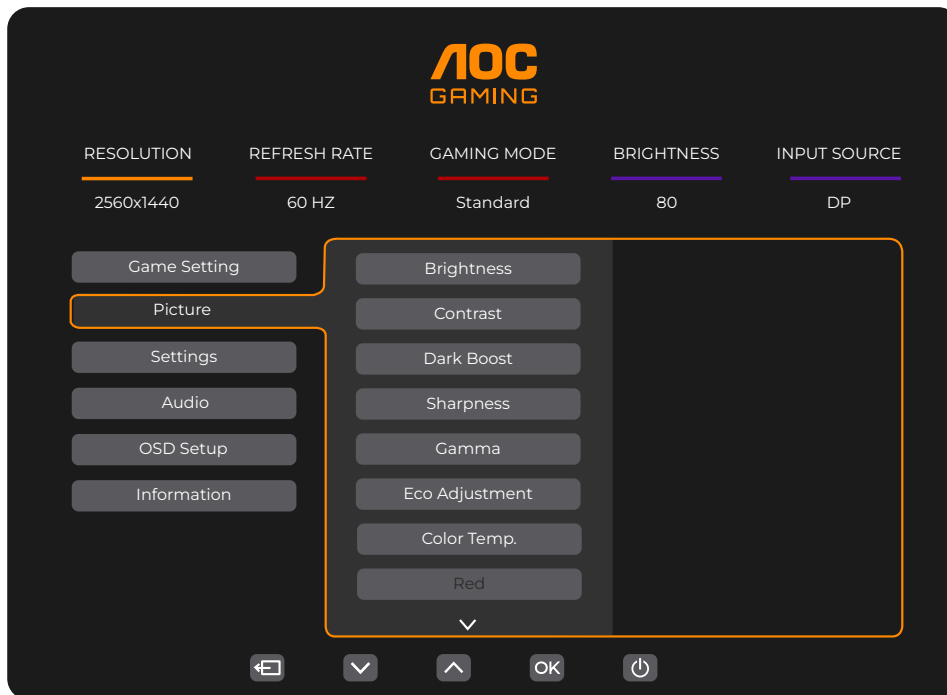 AOC
GAMING
RESOLUTION REFRESH RATE GAMING MODE BRIGHTNESS INPUT SOURCE
2560x1440 60 HZ Standard 80 DP
Game Setting
Picture
Settings
Audio
OSD Setup
Information
Brightness
Contrast
Dark Boost
Sharpness
Gamma
Eco Adjustment
Color Temp.
Red
OK